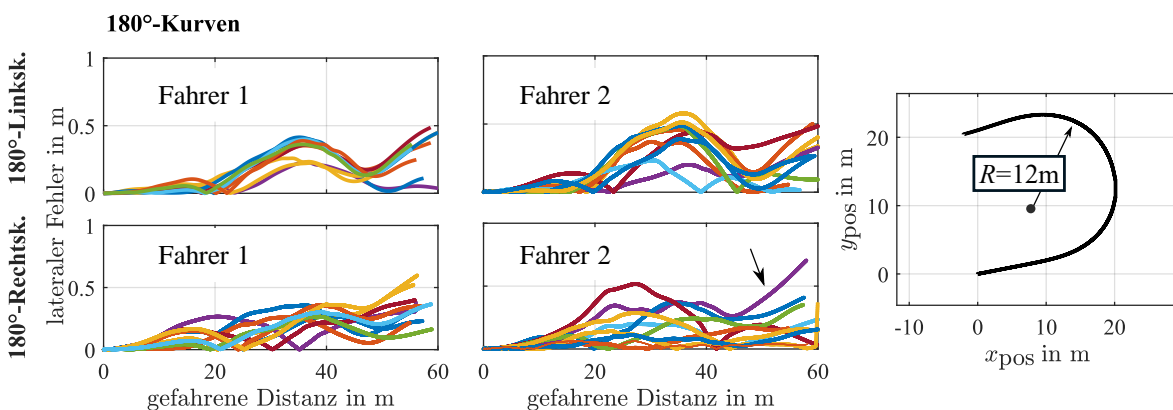 180°-Kurven
180°-Linksk.
180°-Rechtsk.
lateraler Fehler in m
1
0.5
0
Fahrer 1
Fahrer 2
1
0.5
0
0
20
40
60
Fahrer 1
gefahrene Distanz in m
0
20
40
60
Fahrer 2
gefahrene Distanz in m
20
10
0
-10
0
10
20
R=12m
ypos in m
xpos in m